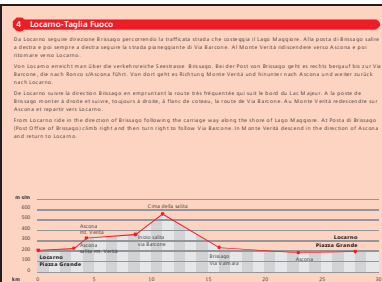 4 Locarno-Taglia Fuoco
Da Locarno seguire direzione Brissago percorrendo la trafficata strada che costeggia il Lago Maggiore. Alla posta di Brissago salire
a destra e poi sempre a destra seguire la strada pianeggiante di Via Barcone. Al Monte Verità ridiscendere verso Ascona e poi
ritornare verso Locarno.
Von Locarno erreicht man über die verkehrsreiche Seestrasse Brissago. Bei der Post von Brissago geht es rechts bergauf bis zur Via
Barcone, die nach Ronco s/Ascona führt. Von dort geht es Richtung Monte Verità und hinunter nach Ascona und weiter zurück
nach Locarno.
De Locarno suivre la direction Brissago en empruntant la route très fréquentée qui suit le bord du Lac Majeur. A la poste de
Brissago monter à droite et suivre, toujours à droite, à flanc de coteau, la route de Via Barcone. Au Monte Verità redescendre sur
Ascona et repartir vers Locarno.
From Locarno ride in the direction of Brissago following the carriage way along the shore of Lago Maggiore. At Posta di Brissago
(Post Office of Brissago) climb right and then turn right to follow Via Barcone. In Monte Verità descend in the direction of Ascona
and return to Locarno.
m s/m
600
500
400
300
200
100
0
Cima della salita
Ascona
mt. Verità
Ascona
salita mt. Verità
Inizio salita
via Barcone
Brissago
Via Vamara
Ascona
Locarno
Piazza Grande
Locarno
Piazza Grande
km 0 5 10 15 20 25 30